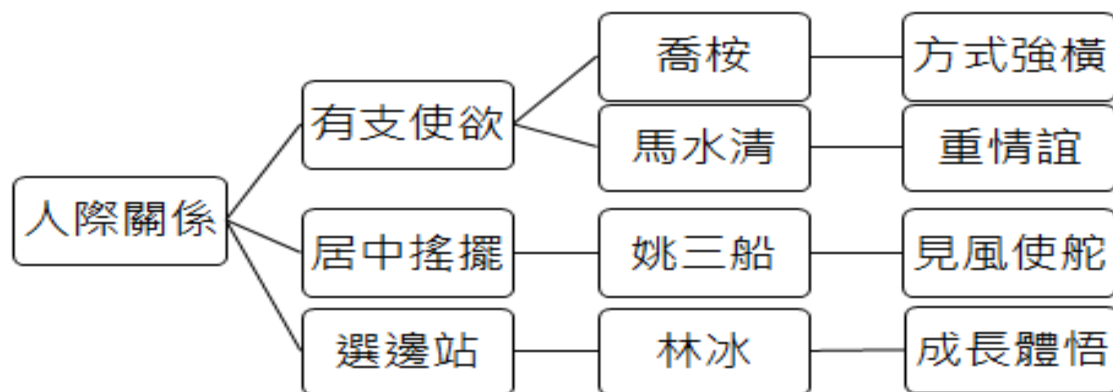 人際關係
有支使欲
喬桉
方式強橫
馬水清
重情誼
居中搖擺
姚三船
見風使舵
選邊站
林冰
成長體悟